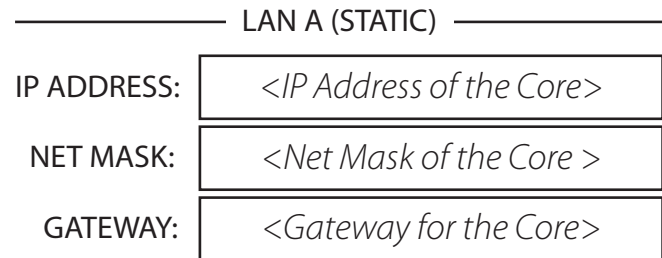 LAN A (STATIC)
IP ADDRESS: <IP Address of the Core>
NET MASK: <Net Mask of the Core >
GATEWAY: <Gateway for the Core>